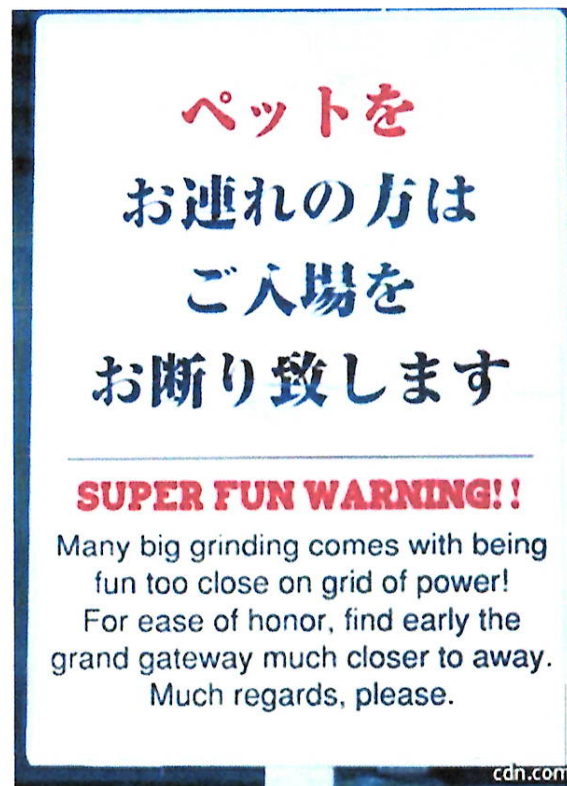 ペットを
お連れの方は
ご入場を
お断り致します
SUPER FUN WARNING!!
Many big grinding comes with being
fun too close on grid of power!
For ease of honor, find early the
grand gateway much closer to away.
Much regards, please.
cdn.com